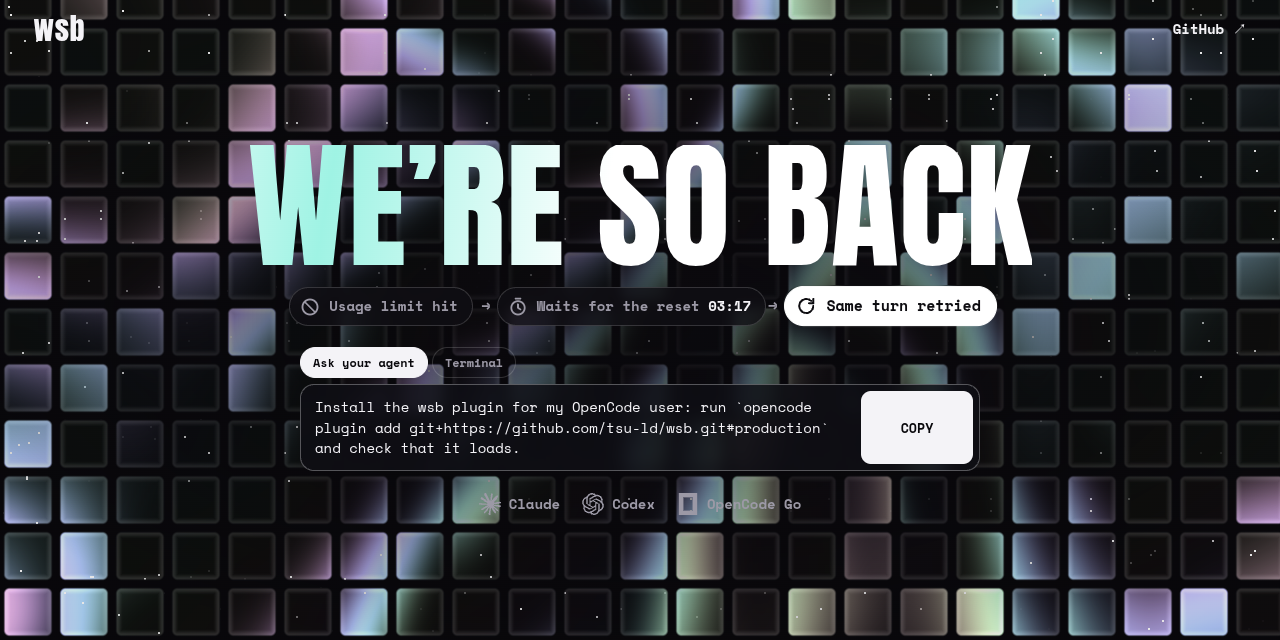 wsb
GitHub ↗
WE’RE SO BACK
Usage limit hit → Waits for the reset 03:17 → Same turn retried
Ask your agent Terminal
Install the wsb plugin for my OpenCode user: run `opencode
plugin add git+https://github.com/tsu-ld/wsb.git#production`
and check that it loads.
COPY
Claude Codex OpenCode Go